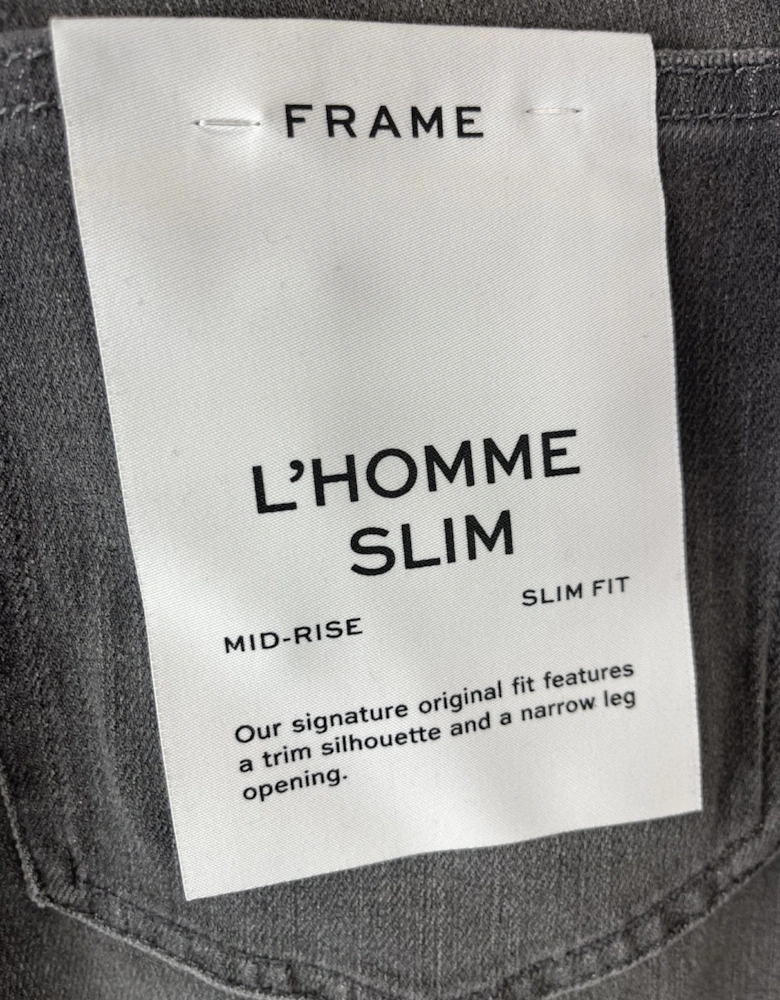 FRAME
L’HOMME
SLIM
MID-RISE SLIM FIT
Our signature original fit features
a trim silhouette and a narrow leg
opening.